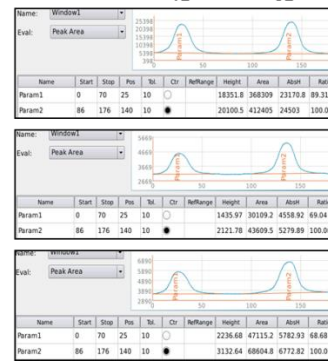 Name: Window1
Eval: Peak Area
25398
20398
15398
10398
5398
398
Param1
Param2
50
100
150
Name Start Stop Pos Tol. Ctr RefRange Height Area AbsH Rati
Param1 0 70 25 10 18351.8 368309 23170.8 89.31
Param2 86 176 140 10 20100.5 412405 24503 100.0
Name: Window1
Eval: Peak Area
5669
4669
3669
2669
Param1
Param2
50
100
150
Name Start Stop Pos Tol. Ctr RefRange Height Area AbsH Rati
Param1 0 70 25 10 1435.97 30109.2 4558.92 69.04
Param2 86 176 140 10 2121.78 43609.5 5279.89 100.0
Name: Window1
Eval: Peak Area
6890
5890
4890
3890
2890
Param1
Param2
50
100
150
Name Start Stop Pos Tol. Ctr RefRange Height Area AbsH Rati
Param1 0 70 25 10 2236.68 47115.2 5782.93 68.68
Param2 86 176 140 10 3132.64 68604.8 6772.82 100.0